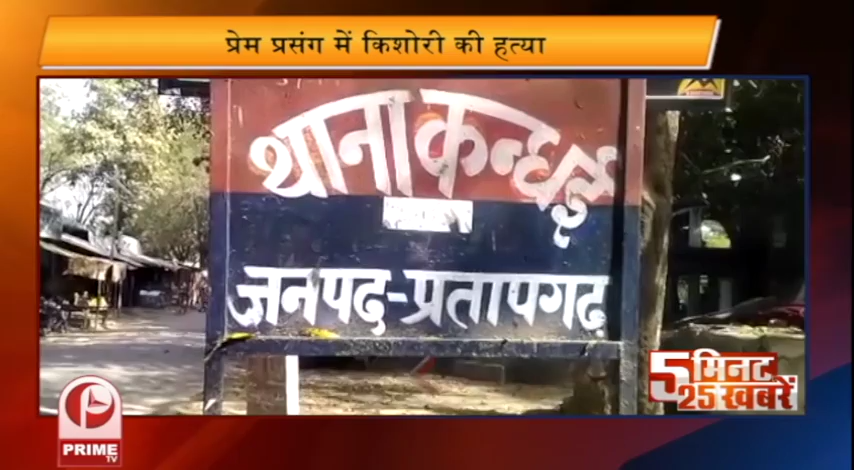 प्रेम प्रसंग में किशोरी की हत्या
थाना कन्धई
जनपद-प्रतापगढ़
5 मिनट
25 खबरें
PRIME
TV